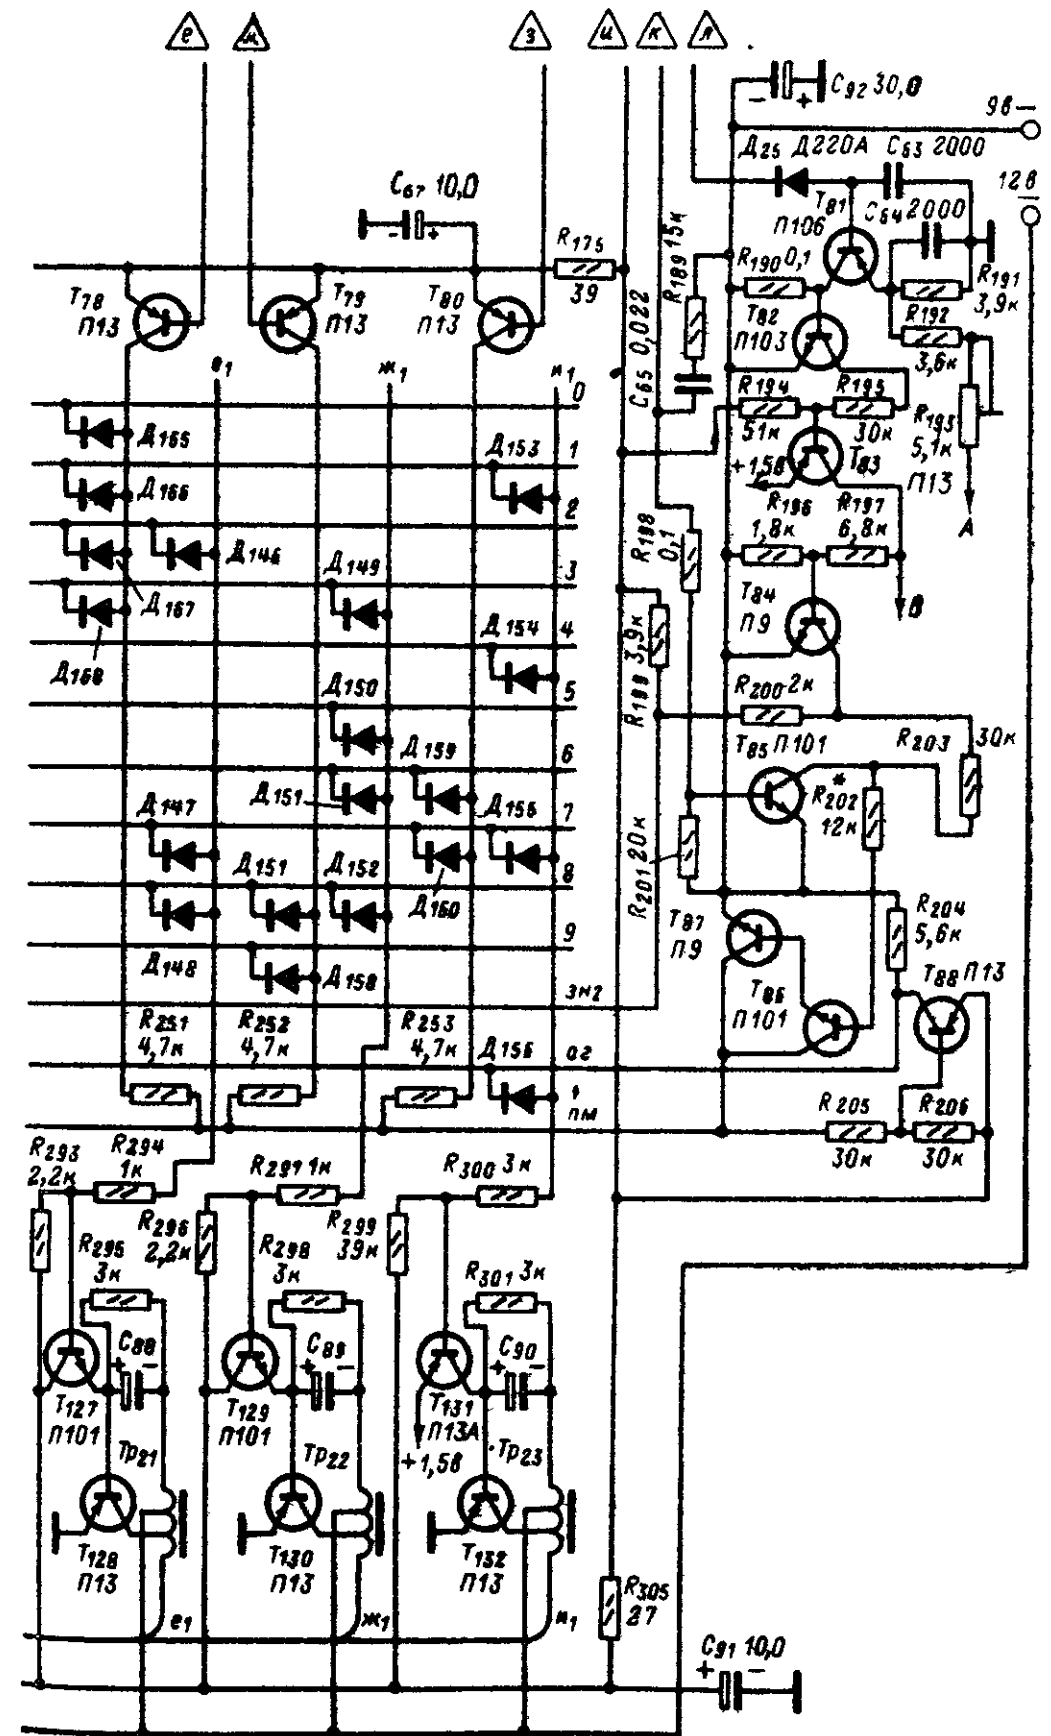 е ж з и к л
C92 30,0
9в—
Д25 Д220А C63 2000
12в
C67 10,0
T81
П106
C64 2000
R175
39
R189 15к
R190 0,1
R191
3,9к
T78
П13
T79
П13
T80
П13
T82
П103
R192
3,6к
C65 0,022
е1
ж1
и1
0
R194
51к
R195
30к
R193
5,1к
Д165
Д153
1
+1,5в
T83
П13
Д166
2
R196
1,8к
R197
6,8к
А
R198
0,1
Д146
Д149
3
Д167
T84
П9
В
Д154
4
R199 3,9к
Д168
Д150
5
R200 2к
T85 П101
R203
30к
Д159
6
Д151
*
R202
12к
Д147
Д155
7
R201 20к
Д151
Д152
Д160
8
R204
5,6к
T87
П9
9
Д148
Д158
T88 П13
зн2
T86
П101
R251
4,7к
R252
4,7к
R253
4,7к
Д156
аг
пм
R205
30к
R206
30к
R293
2,2к
R294
1к
R297 1к
R300 3к
R295
3к
R296
2,2к
R298
3к
R299
39к
R301 3к
C88
+ −
C89
+ −
C90
+ −
T127
П101
T129
П101
T131
П13А
+1,5в
Тр21
Тр22
Тр23
T128
П13
T130
П13
T132
П13
R305
27
е1
ж1
и1
C91 10,0
+ −